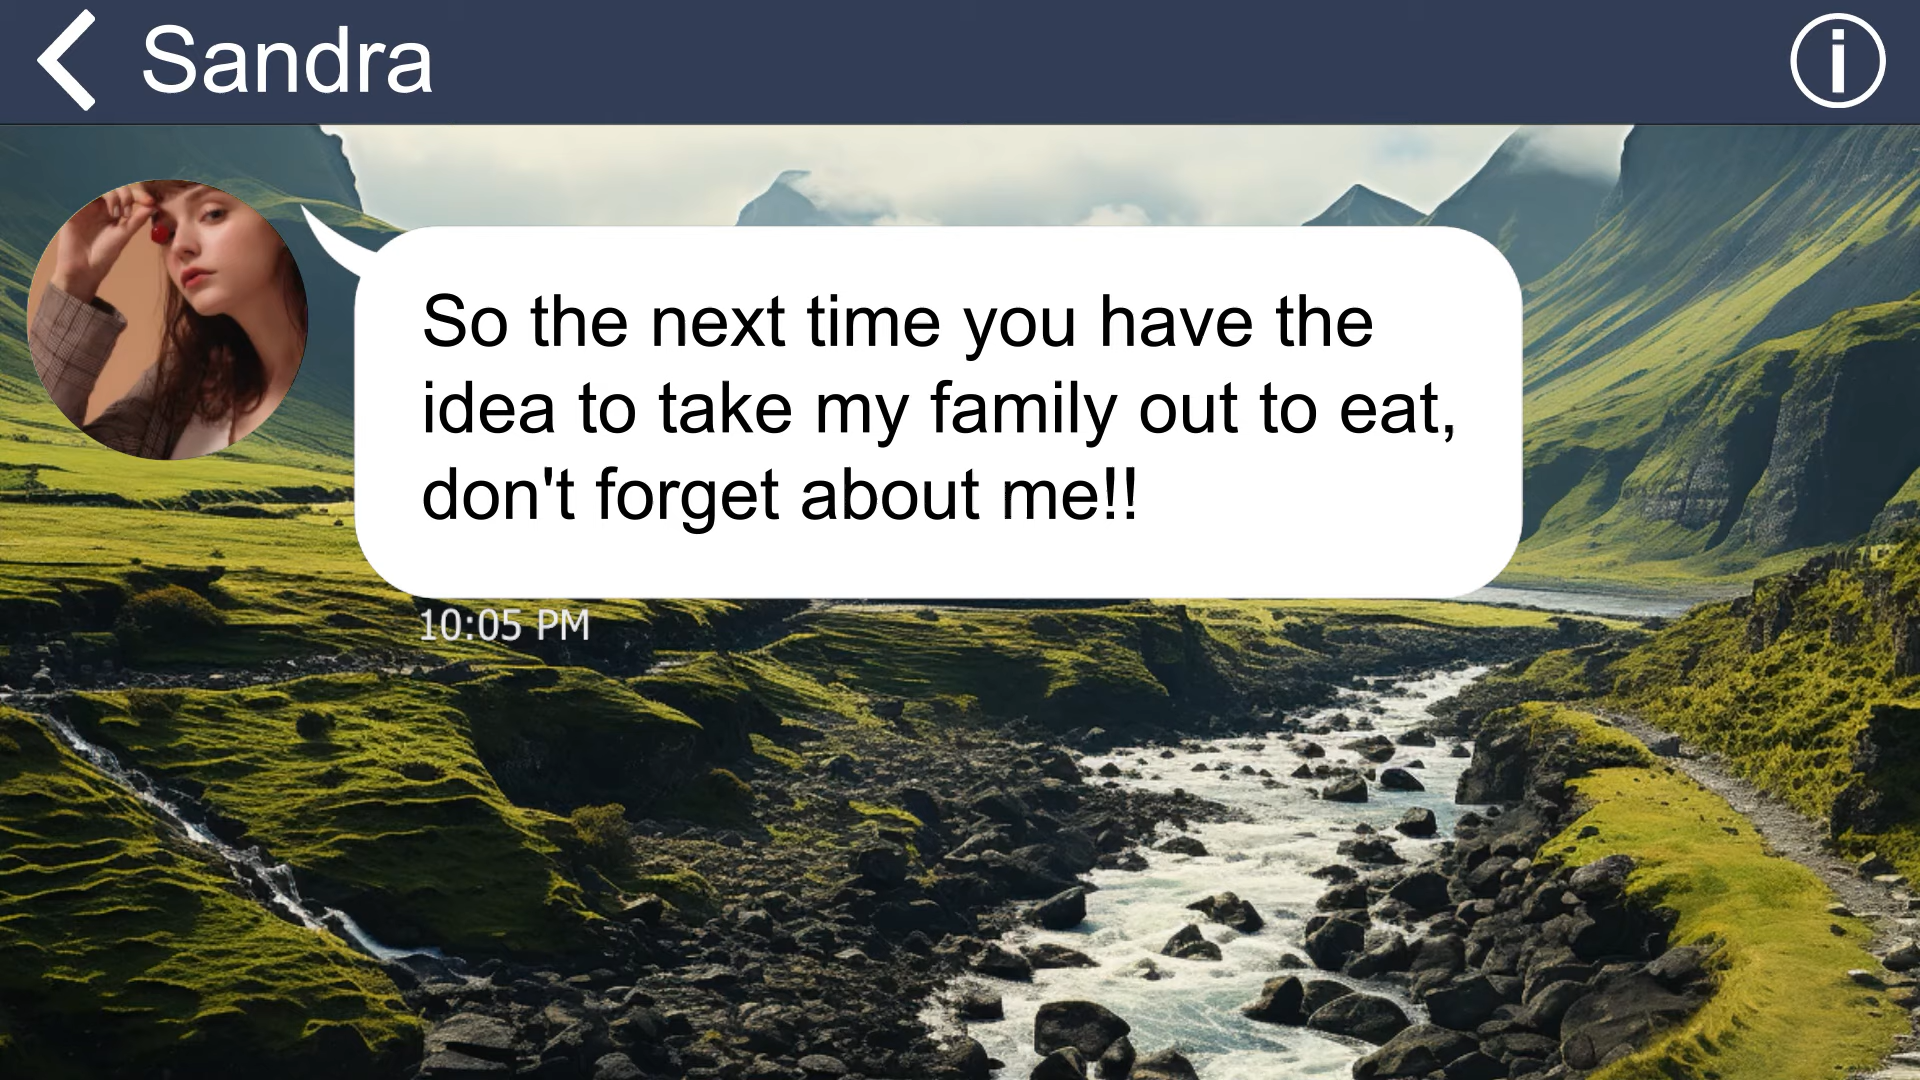 Sandra
So the next time you have the
idea to take my family out to eat,
don't forget about me!!
10:05 PM